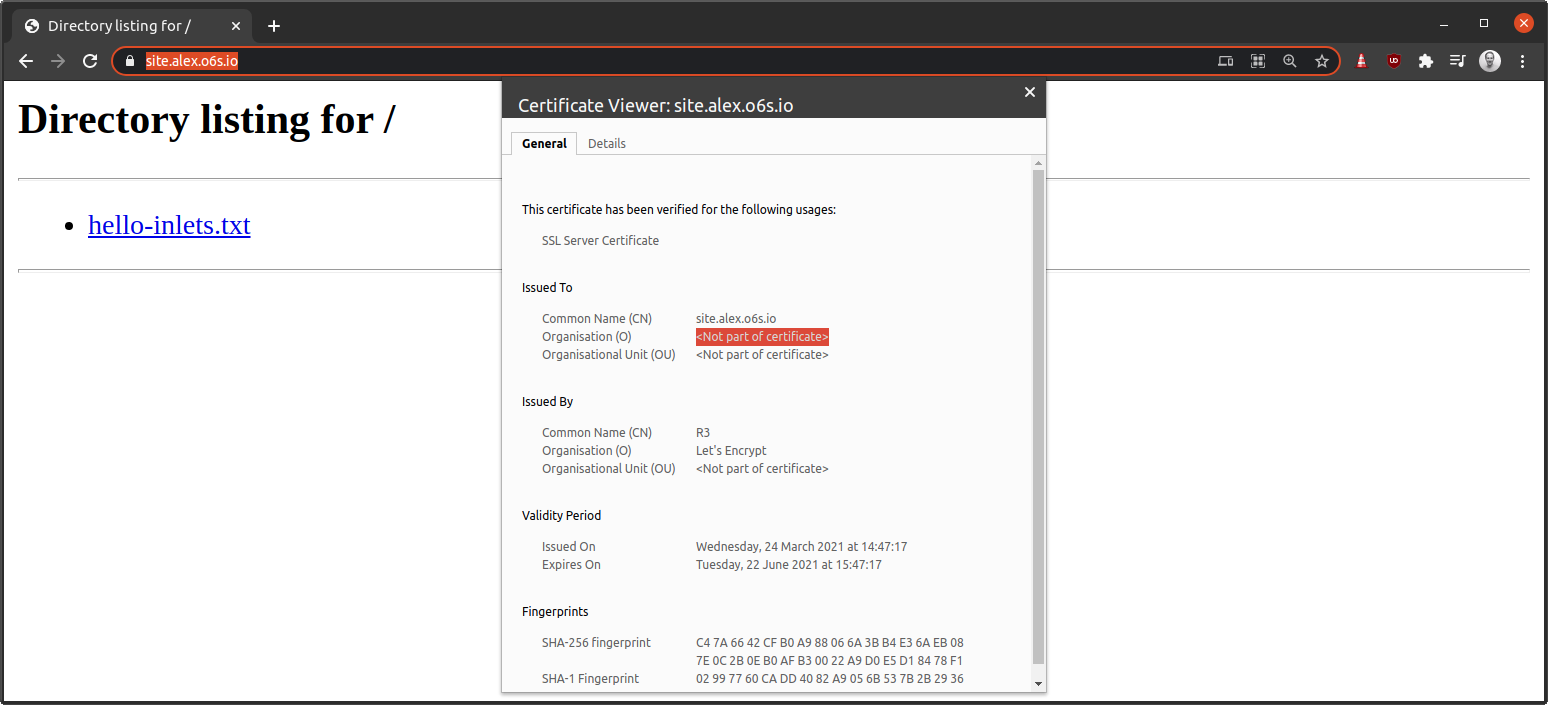 Directory listing for /
site.alex.o6s.io
Directory listing for /
hello-inlets.txt
Certificate Viewer: site.alex.o6s.io
General Details
This certificate has been verified for the following usages:
SSL Server Certificate
Issued To
Common Name (CN) site.alex.o6s.io
Organisation (O) <Not part of certificate>
Organisational Unit (OU) <Not part of certificate>
Issued By
Common Name (CN) R3
Organisation (O) Let's Encrypt
Organisational Unit (OU) <Not part of certificate>
Validity Period
Issued On Wednesday, 24 March 2021 at 14:47:17
Expires On Tuesday, 22 June 2021 at 15:47:17
Fingerprints
SHA-256 fingerprint C4 7A 66 42 CF B0 A9 88 06 6A 3B B4 E3 6A EB 08
7E 0C 2B 0E B0 AF B3 00 22 A9 D0 E5 D1 84 78 F1
SHA-1 Fingerprint 02 99 77 60 CA DD 40 82 A9 05 6B 53 7B 2B 29 36